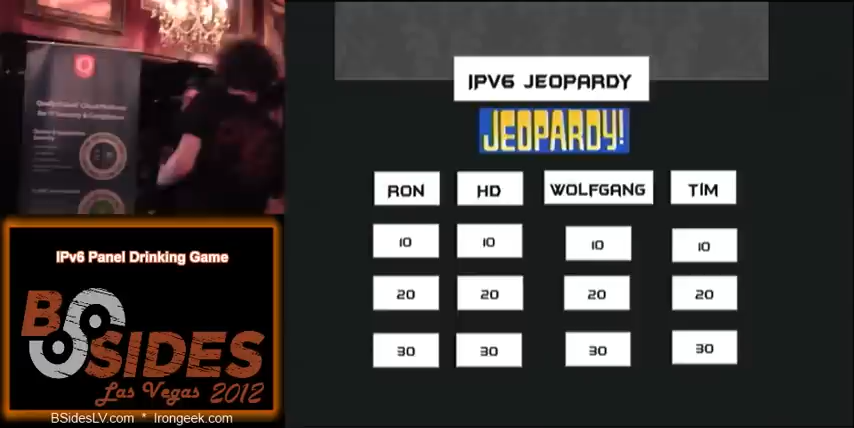 IPV6 JEOPARDY
JEOPARDY!
RON HD WOLFGANG TIM
10 10 10 10
20 20 20 20
30 30 30 30
IPv6 Panel Drinking Game
BSIDES
Las Vegas 2012
BSidesLV.com * Irongeek.com